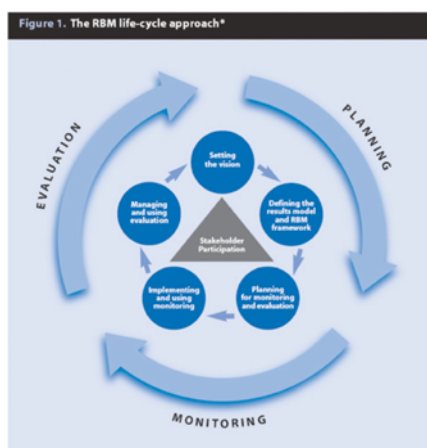 Figure 1. The RBM life-cycle approach*
EVALUATION
PLANNING
Setting
the vision
Managing
and using
evaluation
Defining the
results model
and RBM
framework
Stakeholder
Participation
Implementing
and using
monitoring
Planning
for monitoring
and evaluation
MONITORING